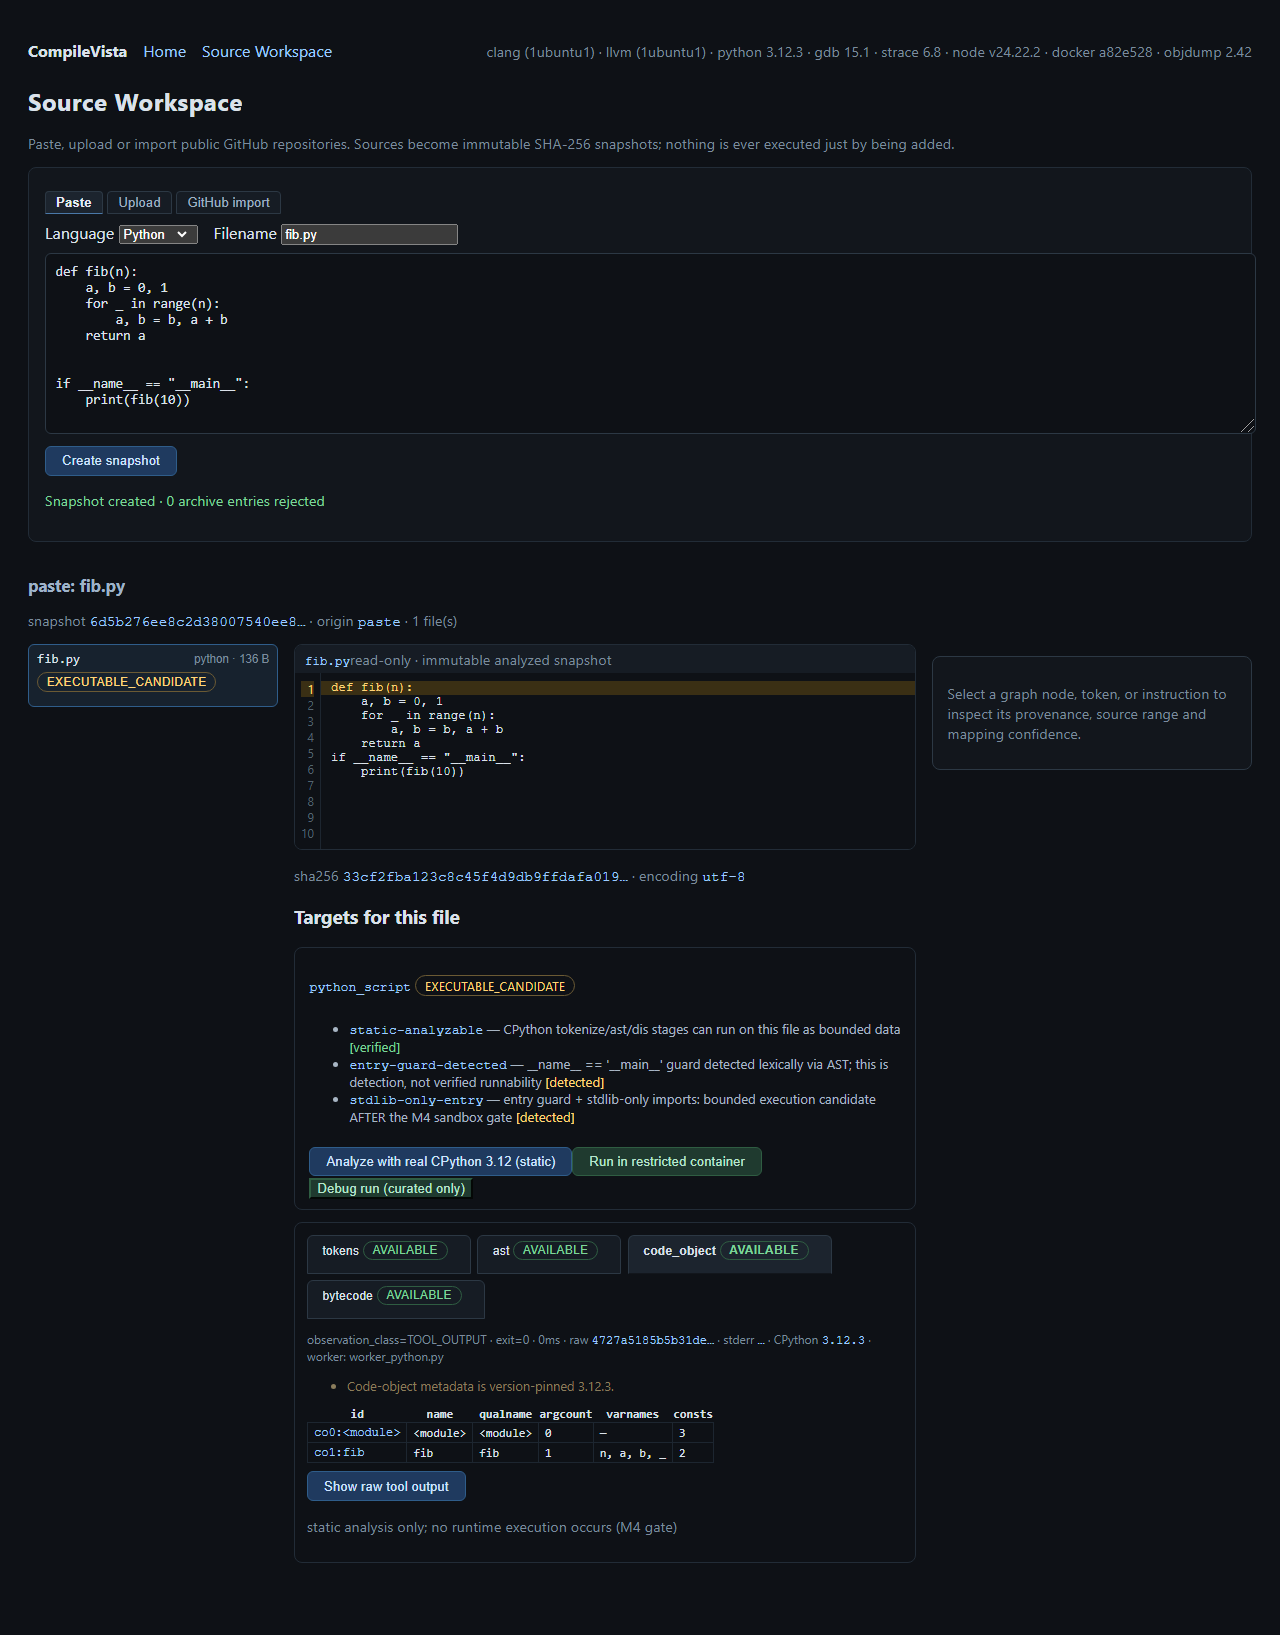 CompileVista Home Source Workspace clang (1ubuntu1) · llvm (1ubuntu1) · python 3.12.3 · gdb 15.1 · strace 6.8 · node v24.22.2 · docker a82e528 · objdump 2.42
Source Workspace
Paste, upload or import public GitHub repositories. Sources become immutable SHA-256 snapshots; nothing is ever executed just by being added.
Paste Upload GitHub import
Language Python Filename fib.py
def fib(n):
    a, b = 0, 1
    for _ in range(n):
        a, b = b, a + b
    return a
if __name__ == "__main__":
    print(fib(10))
Create snapshot
Snapshot created · 0 archive entries rejected
paste: fib.py
snapshot 6d5b276ee8c2d38007540ee8… · origin paste · 1 file(s)
fib.py python · 136 B
EXECUTABLE_CANDIDATE
fib.pyread-only · immutable analyzed snapshot
1 def fib(n):
2     a, b = 0, 1
3     for _ in range(n):
4         a, b = b, a + b
5     return a
6 if __name__ == "__main__":
7     print(fib(10))
8
9
10
Select a graph node, token, or instruction to
inspect its provenance, source range and
mapping confidence.
sha256 33cf2fba123c8c45f4d9db9ffdafa019… · encoding utf-8
Targets for this file
python_script EXECUTABLE_CANDIDATE
• static-analyzable — CPython tokenize/ast/dis stages can run on this file as bounded data
[verified]
• entry-guard-detected — __name__ == '__main__' guard detected lexically via AST; this is
detection, not verified runnability [detected]
• stdlib-only-entry — entry guard + stdlib-only imports: bounded execution candidate
AFTER the M4 sandbox gate [detected]
Analyze with real CPython 3.12 (static) Run in restricted container
Debug run (curated only)
tokens AVAILABLE ast AVAILABLE code_object AVAILABLE
bytecode AVAILABLE
observation_class=TOOL_OUTPUT · exit=0 · 0ms · raw 4727a5185b5b31de… · stderr … · CPython 3.12.3 ·
worker: worker_python.py
• Code-object metadata is version-pinned 3.12.3.
id name qualname argcount varnames consts
co0:<module> <module> <module> 0 — 3
co1:fib fib fib 1 n, a, b, _ 2
Show raw tool output
static analysis only; no runtime execution occurs (M4 gate)